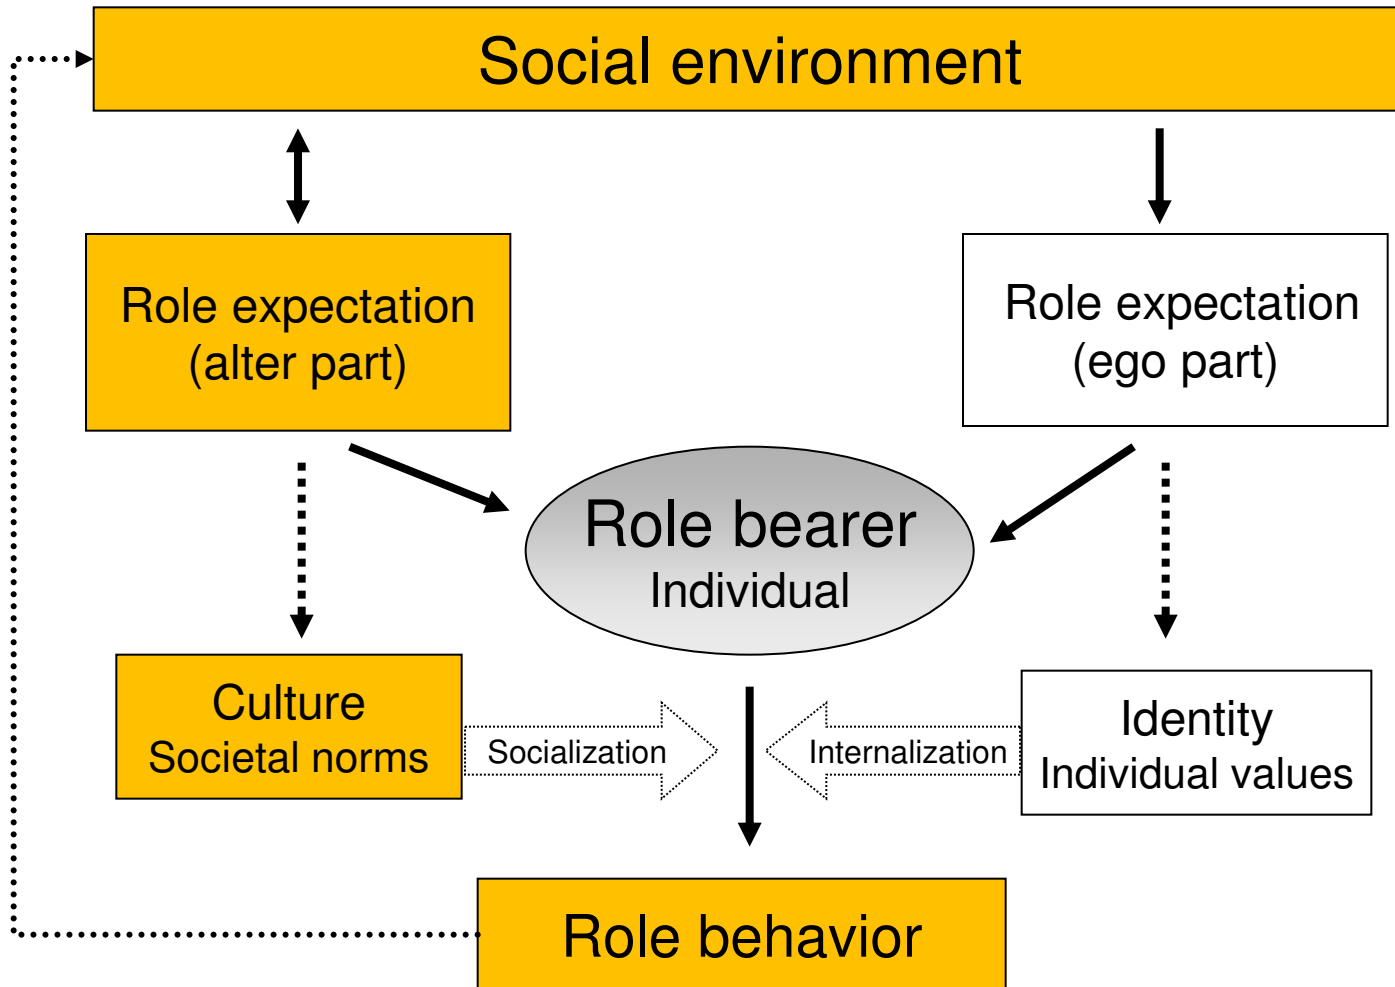 Social environment
Role expectation
(alter part)
Role expectation
(ego part)
Role bearer
Individual
Culture
Societal norms
Socialization
Internalization
Identity
Individual values
Role behavior